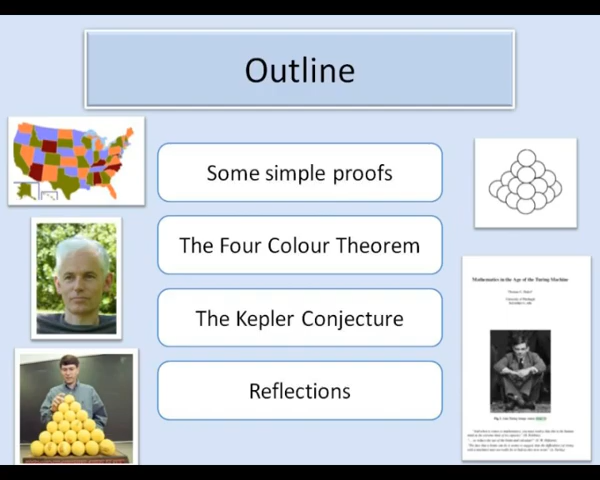 Outline
Some simple proofs
The Four Colour Theorem
The Kepler Conjecture
Reflections
Mathematics in the Age of the Turing Machine